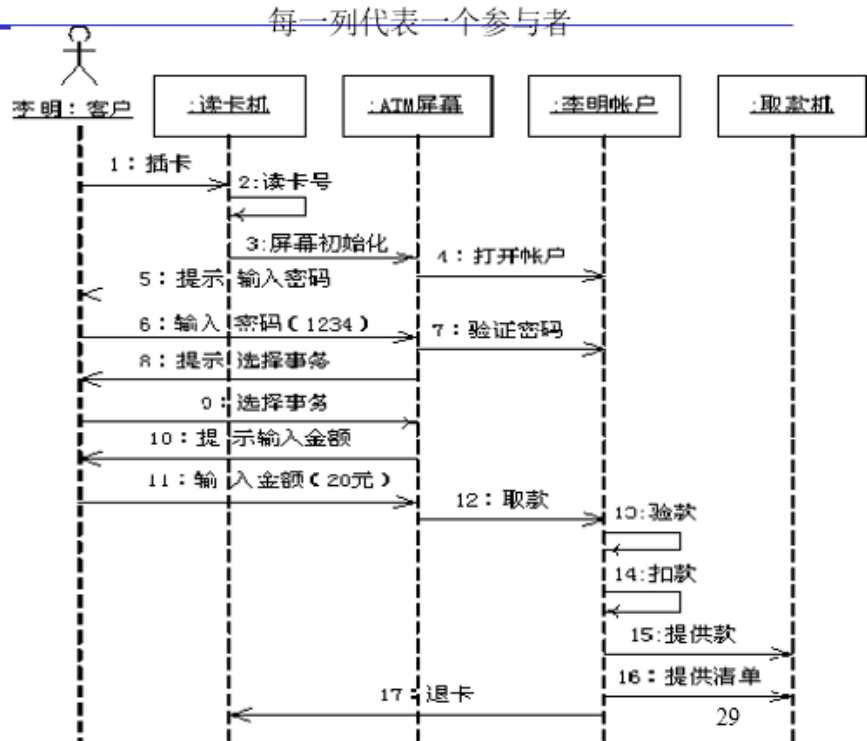 每一列代表一个参与者
李明：客户
:读卡机
:ATM屏幕
:李明帐户
:取款机
1：插卡
2:读卡号
3:屏幕初始化
4：打开帐户
5：提示 输入密码
6：输入 密码(1234)
7：验证密码
8：提示 选择事务
9：选择事务
10：提 示输入金额
11：输 入金额(20元)
12：取款
13:验款
14:扣款
15:提供款
16：提供清单
17：退卡
29